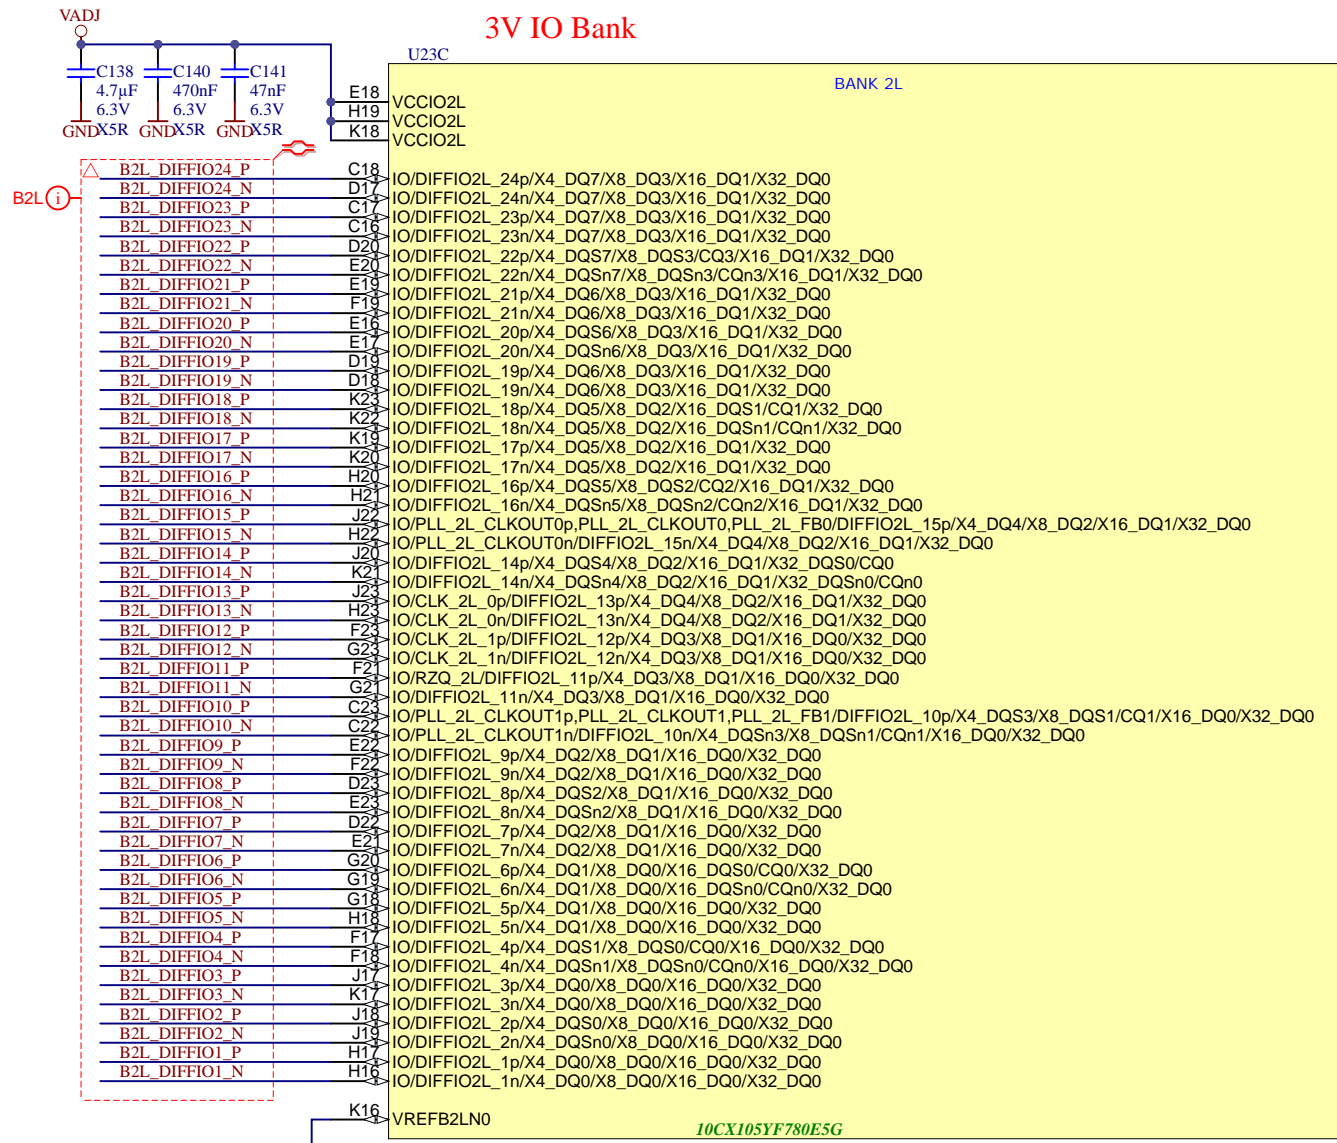 VADJ
3V IO Bank
U23C
C138
4.7µF
6.3V
X5R
GND
C140
470nF
6.3V
X5R
GND
C141
47nF
6.3V
X5R
GND
BANK 2L
E18 VCCIO2L
H19 VCCIO2L
K18 VCCIO2L
B2L i
B2L_DIFFIO24_P C18 IO/DIFFIO2L_24p/X4_DQ7/X8_DQ3/X16_DQ1/X32_DQ0
B2L_DIFFIO24_N D17 IO/DIFFIO2L_24n/X4_DQ7/X8_DQ3/X16_DQ1/X32_DQ0
B2L_DIFFIO23_P C17 IO/DIFFIO2L_23p/X4_DQ7/X8_DQ3/X16_DQ1/X32_DQ0
B2L_DIFFIO23_N C16 IO/DIFFIO2L_23n/X4_DQ7/X8_DQ3/X16_DQ1/X32_DQ0
B2L_DIFFIO22_P D20 IO/DIFFIO2L_22p/X4_DQS7/X8_DQS3/CQ3/X16_DQ1/X32_DQ0
B2L_DIFFIO22_N E20 IO/DIFFIO2L_22n/X4_DQSn7/X8_DQSn3/CQn3/X16_DQ1/X32_DQ0
B2L_DIFFIO21_P E19 IO/DIFFIO2L_21p/X4_DQ6/X8_DQ3/X16_DQ1/X32_DQ0
B2L_DIFFIO21_N F19 IO/DIFFIO2L_21n/X4_DQ6/X8_DQ3/X16_DQ1/X32_DQ0
B2L_DIFFIO20_P E16 IO/DIFFIO2L_20p/X4_DQS6/X8_DQ3/X16_DQ1/X32_DQ0
B2L_DIFFIO20_N E17 IO/DIFFIO2L_20n/X4_DQSn6/X8_DQ3/X16_DQ1/X32_DQ0
B2L_DIFFIO19_P D19 IO/DIFFIO2L_19p/X4_DQ6/X8_DQ3/X16_DQ1/X32_DQ0
B2L_DIFFIO19_N D18 IO/DIFFIO2L_19n/X4_DQ6/X8_DQ3/X16_DQ1/X32_DQ0
B2L_DIFFIO18_P K23 IO/DIFFIO2L_18p/X4_DQ5/X8_DQ2/X16_DQS1/CQ1/X32_DQ0
B2L_DIFFIO18_N K22 IO/DIFFIO2L_18n/X4_DQ5/X8_DQ2/X16_DQSn1/CQn1/X32_DQ0
B2L_DIFFIO17_P K19 IO/DIFFIO2L_17p/X4_DQ5/X8_DQ2/X16_DQ1/X32_DQ0
B2L_DIFFIO17_N K20 IO/DIFFIO2L_17n/X4_DQ5/X8_DQ2/X16_DQ1/X32_DQ0
B2L_DIFFIO16_P H20 IO/DIFFIO2L_16p/X4_DQS5/X8_DQS2/CQ2/X16_DQ1/X32_DQ0
B2L_DIFFIO16_N H21 IO/DIFFIO2L_16n/X4_DQSn5/X8_DQSn2/CQn2/X16_DQ1/X32_DQ0
B2L_DIFFIO15_P J22 IO/PLL_2L_CLKOUT0p,PLL_2L_CLKOUT0,PLL_2L_FB0/DIFFIO2L_15p/X4_DQ4/X8_DQ2/X16_DQ1/X32_DQ0
B2L_DIFFIO15_N H22 IO/PLL_2L_CLKOUT0n/DIFFIO2L_15n/X4_DQ4/X8_DQ2/X16_DQ1/X32_DQ0
B2L_DIFFIO14_P J20 IO/DIFFIO2L_14p/X4_DQS4/X8_DQ2/X16_DQ1/X32_DQS0/CQ0
B2L_DIFFIO14_N K21 IO/DIFFIO2L_14n/X4_DQSn4/X8_DQ2/X16_DQ1/X32_DQSn0/CQn0
B2L_DIFFIO13_P J23 IO/CLK_2L_0p/DIFFIO2L_13p/X4_DQ4/X8_DQ2/X16_DQ1/X32_DQ0
B2L_DIFFIO13_N H23 IO/CLK_2L_0n/DIFFIO2L_13n/X4_DQ4/X8_DQ2/X16_DQ1/X32_DQ0
B2L_DIFFIO12_P F23 IO/CLK_2L_1p/DIFFIO2L_12p/X4_DQ3/X8_DQ1/X16_DQ0/X32_DQ0
B2L_DIFFIO12_N G23 IO/CLK_2L_1n/DIFFIO2L_12n/X4_DQ3/X8_DQ1/X16_DQ0/X32_DQ0
B2L_DIFFIO11_P F21 IO/RZQ_2L/DIFFIO2L_11p/X4_DQ3/X8_DQ1/X16_DQ0/X32_DQ0
B2L_DIFFIO11_N G21 IO/DIFFIO2L_11n/X4_DQ3/X8_DQ1/X16_DQ0/X32_DQ0
B2L_DIFFIO10_P C23 IO/PLL_2L_CLKOUT1p,PLL_2L_CLKOUT1,PLL_2L_FB1/DIFFIO2L_10p/X4_DQS3/X8_DQS1/CQ1/X16_DQ0/X32_DQ0
B2L_DIFFIO10_N C22 IO/PLL_2L_CLKOUT1n/DIFFIO2L_10n/X4_DQSn3/X8_DQSn1/CQn1/X16_DQ0/X32_DQ0
B2L_DIFFIO9_P E22 IO/DIFFIO2L_9p/X4_DQ2/X8_DQ1/X16_DQ0/X32_DQ0
B2L_DIFFIO9_N F22 IO/DIFFIO2L_9n/X4_DQ2/X8_DQ1/X16_DQ0/X32_DQ0
B2L_DIFFIO8_P D23 IO/DIFFIO2L_8p/X4_DQS2/X8_DQ1/X16_DQ0/X32_DQ0
B2L_DIFFIO8_N E23 IO/DIFFIO2L_8n/X4_DQSn2/X8_DQ1/X16_DQ0/X32_DQ0
B2L_DIFFIO7_P D22 IO/DIFFIO2L_7p/X4_DQ2/X8_DQ1/X16_DQ0/X32_DQ0
B2L_DIFFIO7_N E21 IO/DIFFIO2L_7n/X4_DQ2/X8_DQ1/X16_DQ0/X32_DQ0
B2L_DIFFIO6_P G20 IO/DIFFIO2L_6p/X4_DQ1/X8_DQ0/X16_DQS0/CQ0/X32_DQ0
B2L_DIFFIO6_N G19 IO/DIFFIO2L_6n/X4_DQ1/X8_DQ0/X16_DQSn0/CQn0/X32_DQ0
B2L_DIFFIO5_P G18 IO/DIFFIO2L_5p/X4_DQ1/X8_DQ0/X16_DQ0/X32_DQ0
B2L_DIFFIO5_N H18 IO/DIFFIO2L_5n/X4_DQ1/X8_DQ0/X16_DQ0/X32_DQ0
B2L_DIFFIO4_P F17 IO/DIFFIO2L_4p/X4_DQS1/X8_DQS0/CQ0/X16_DQ0/X32_DQ0
B2L_DIFFIO4_N F18 IO/DIFFIO2L_4n/X4_DQSn1/X8_DQSn0/CQn0/X16_DQ0/X32_DQ0
B2L_DIFFIO3_P J17 IO/DIFFIO2L_3p/X4_DQ0/X8_DQ0/X16_DQ0/X32_DQ0
B2L_DIFFIO3_N K17 IO/DIFFIO2L_3n/X4_DQ0/X8_DQ0/X16_DQ0/X32_DQ0
B2L_DIFFIO2_P J18 IO/DIFFIO2L_2p/X4_DQS0/X8_DQ0/X16_DQ0/X32_DQ0
B2L_DIFFIO2_N J19 IO/DIFFIO2L_2n/X4_DQSn0/X8_DQ0/X16_DQ0/X32_DQ0
B2L_DIFFIO1_P H17 IO/DIFFIO2L_1p/X4_DQ0/X8_DQ0/X16_DQ0/X32_DQ0
B2L_DIFFIO1_N H16 IO/DIFFIO2L_1n/X4_DQ0/X8_DQ0/X16_DQ0/X32_DQ0
K16 VREFB2LN0
10CX105YF780E5G